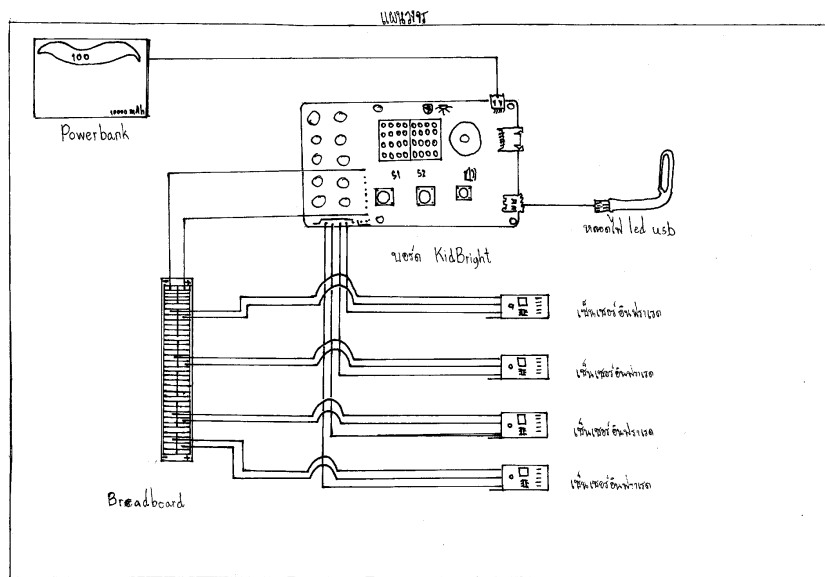 แผนวงจร
100
10000 mAh
Powerbank
S1 S2
หลอดไฟ led usb
บอร์ด KidBright
เซ็นเซอร์อินฟราเรด
เซ็นเซอร์อินฟราเรด
เซ็นเซอร์อินฟราเรด
เซ็นเซอร์อินฟราเรด
Breadboard